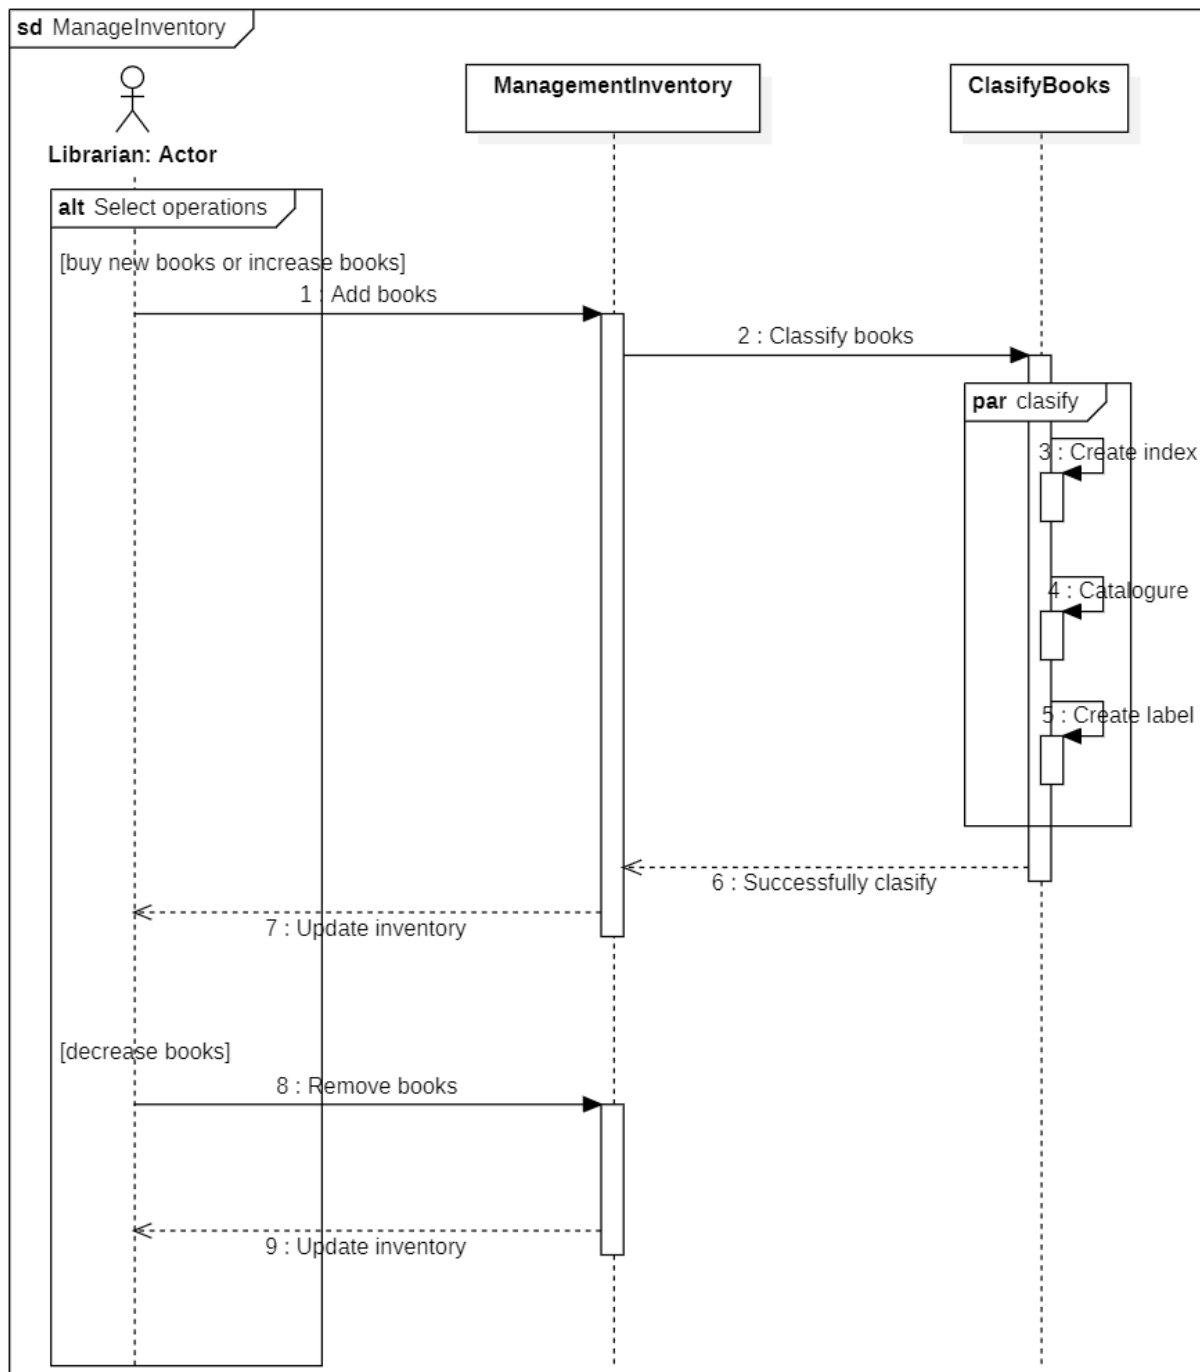 sd ManageInventory
ManagementInventory
ClasifyBooks
Librarian: Actor
alt Select operations
[buy new books or increase books]
1 : Add books
2 : Classify books
par clasify
3 : Create index
4 : Catalogure
5 : Create label
6 : Successfully clasify
7 : Update inventory
[decrease books]
8 : Remove books
9 : Update inventory